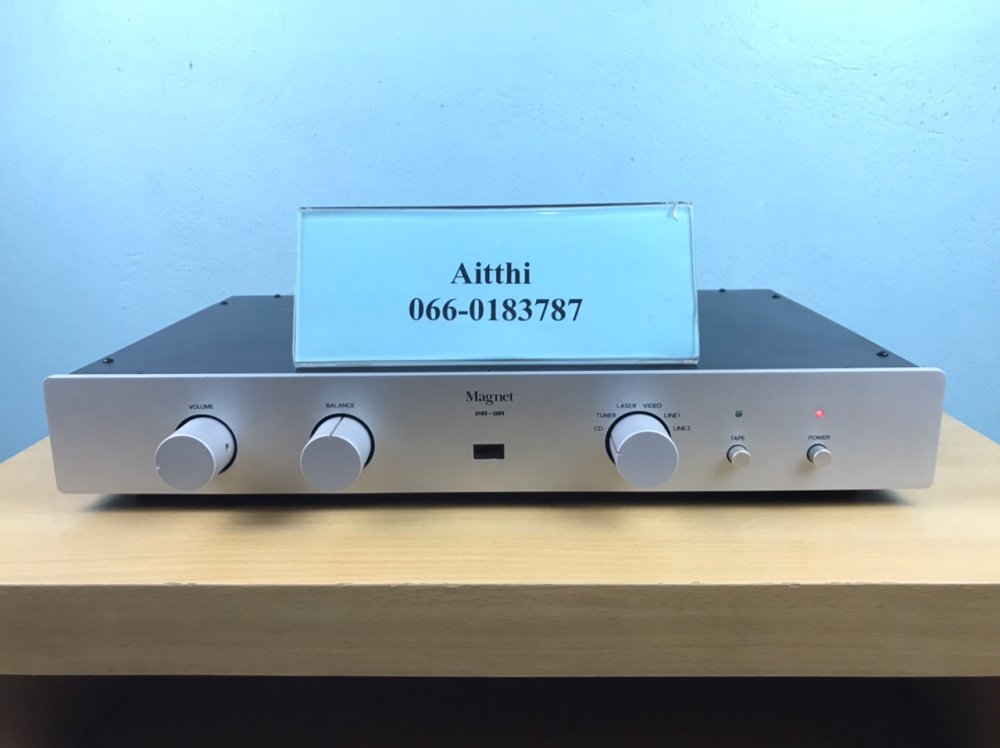 Aitthi
066-0183787
Magnet
PR-9R
VOLUME
BALANCE
LASER VIDEO
TUNER LINE1
CD LINE2
TAPE
POWER